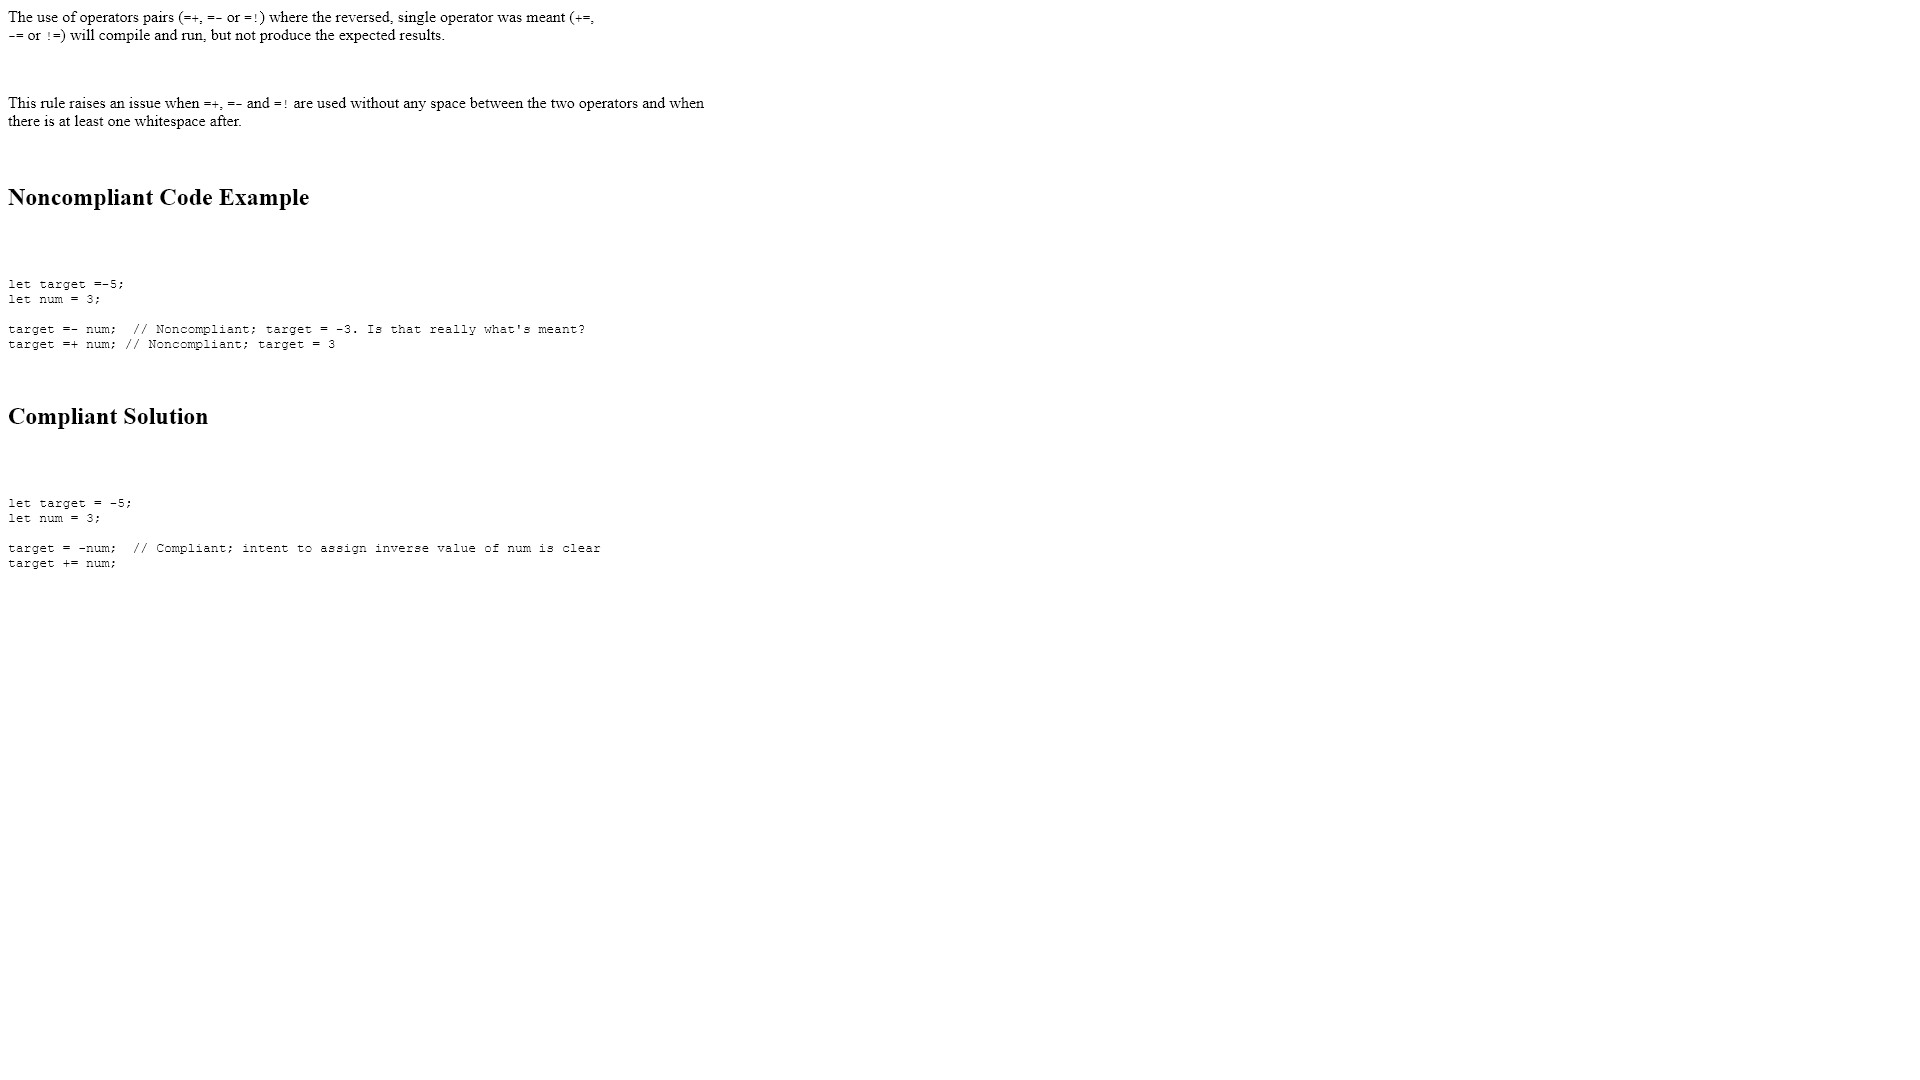 The use of operators pairs (=+, =- or =!) where the reversed, single operator was meant (+=,
-= or !=) will compile and run, but not produce the expected results.
This rule raises an issue when =+, =- and =! are used without any space between the two operators and when
there is at least one whitespace after.
Noncompliant Code Example
let target =-5;
let num = 3;
target =- num;  // Noncompliant; target = -3. Is that really what's meant?
target =+ num; // Noncompliant; target = 3
Compliant Solution
let target = -5;
let num = 3;
target = -num;  // Compliant; intent to assign inverse value of num is clear
target += num;